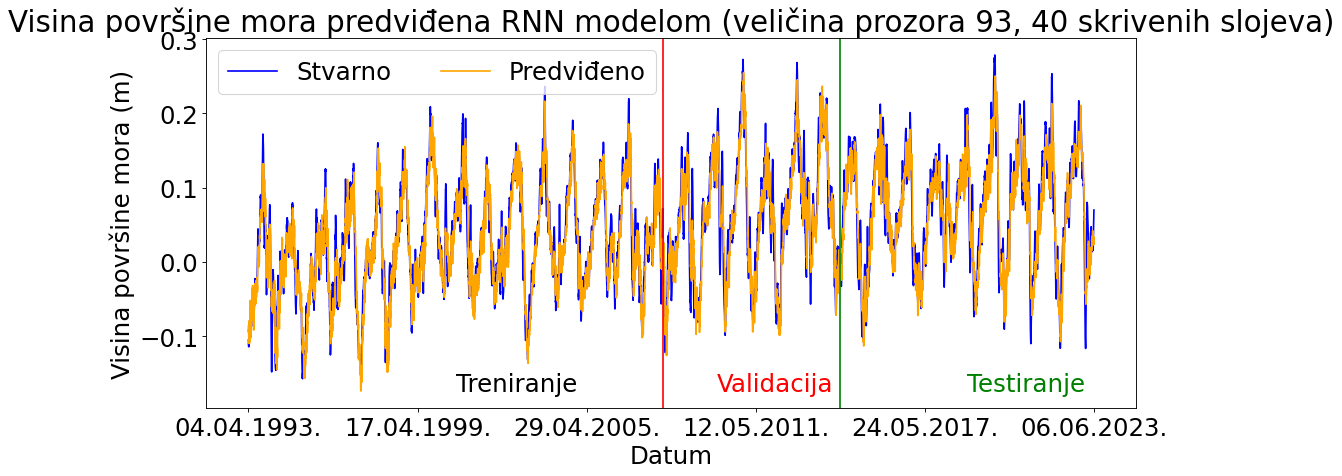 Visina površine mora predviđena RNN modelom (veličina prozora 93, 40 skrivenih slojeva)
Visina površine mora (m)
0.3
0.2
0.1
0.0
−0.1
Stvarno
Predviđeno
Treniranje
Validacija
Testiranje
04.04.1993.
17.04.1999.
29.04.2005.
12.05.2011.
24.05.2017.
06.06.2023.
Datum